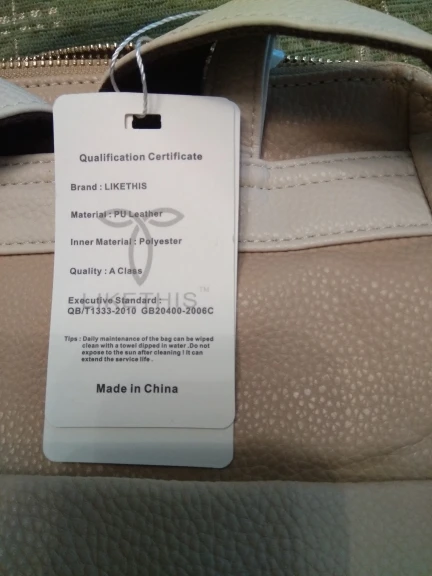 Qualification Certificate
Brand : LIKETHIS
Material : PU Leather
Inner Material : Polyester
Quality : A Class
LIKETHIS™
Executive Standard :
QB/T1333-2010 GB20400-2006C
Tips : Daily maintenance of the bag can be wiped
clean with a towel dipped in water .Do not
expose to the sun after cleaning ! It can
extend the service life .
Made in China